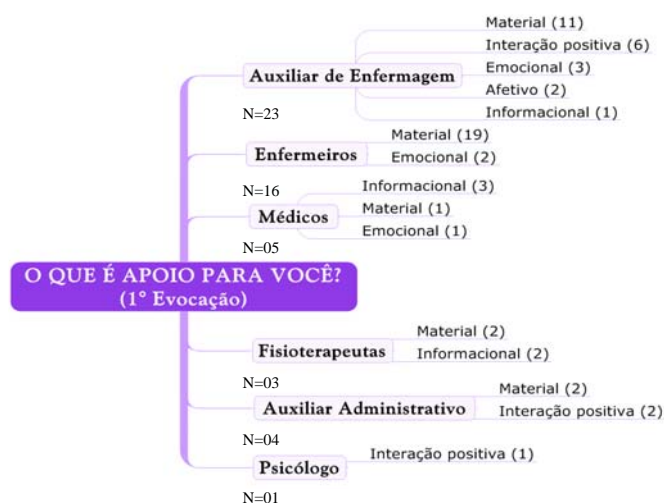 Material (11)
Interação positiva (6)
Emocional (3)
Auxiliar de Enfermagem
Afetivo (2)
Informacional (1)
N=23
Material (19)
Enfermeiros
Emocional (2)
N=16
Informacional (3)
Médicos
Material (1)
Emocional (1)
N=05
O QUE É APOIO PARA VOCÊ?
(1° Evocação)
Material (2)
Fisioterapeutas
Informacional (2)
N=03
Material (2)
Auxiliar Administrativo
Interação positiva (2)
N=04
Interação positiva (1)
Psicólogo
N=01